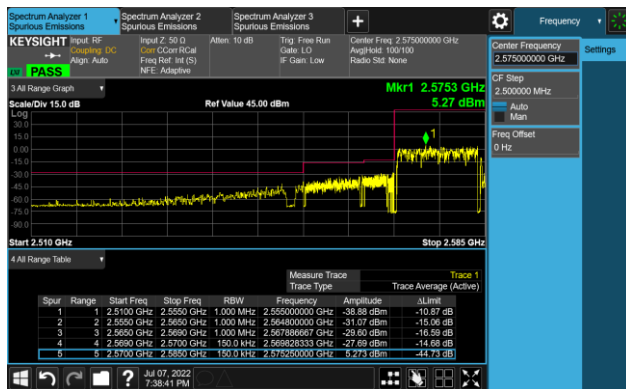 Spectrum Analyzer 1
Spurious Emissions
Spectrum Analyzer 2
Spurious Emissions
Spectrum Analyzer 3
Spurious Emissions
+
Frequency
KEYSIGHT
Input: RF
Coupling: DC
Align: Auto
Input Z: 50 Ω
Corr CCorr RCal
Freq Ref: Int (S)
NFE: Adaptive
Atten: 10 dB
Trig: Free Run
Gate: LO
IF Gain: Low
Center Freq: 2.575000000 GHz
Avg|Hold: 100/100
Radio Std: None
PASS
Center Frequency
2.575000000 GHz
Settings
CF Step
2.500000 MHz
Auto
Man
Freq Offset
0 Hz
3 All Range Graph
Mkr1 2.5753 GHz
5.27 dBm
Scale/Div 15.0 dB
Ref Value 45.00 dBm
Log
30.0
15.0
0.00
-15.0
-30.0
-45.0
-60.0
-75.0
-90.0
1
Start 2.510 GHz
Stop 2.585 GHz
4 All Range Table
Measure Trace Trace 1
Trace Type Trace Average (Active)
Spur Range Start Freq Stop Freq RBW Frequency Amplitude ΔLimit
1 1 2.5100 GHz 2.5550 GHz 1.000 MHz 2.555000000 GHz -38.88 dBm -10.87 dB
2 2 2.5550 GHz 2.5650 GHz 1.000 MHz 2.564800000 GHz -31.07 dBm -15.06 dB
3 3 2.5650 GHz 2.5690 GHz 1.000 MHz 2.567886667 GHz -29.60 dBm -16.59 dB
4 4 2.5690 GHz 2.5700 GHz 150.0 kHz 2.569828333 GHz -27.69 dBm -14.68 dB
5 5 2.5700 GHz 2.5850 GHz 150.0 kHz 2.575250000 GHz 5.273 dBm -44.73 dB
?
Jul 07, 2022
7:38:41 PM